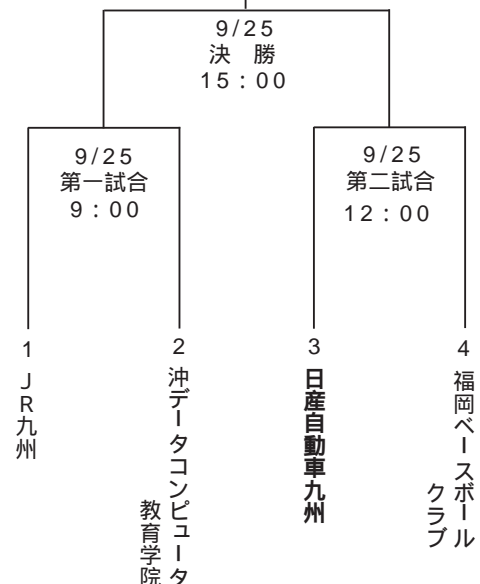 9/25
決 勝
15：00
9/25
第一試合
9：00
9/25
第二試合
12：00
1
JR九州
2
沖データコンピュータ
教育学院
3
日産自動車九州
4
福岡ベースボール
クラブ